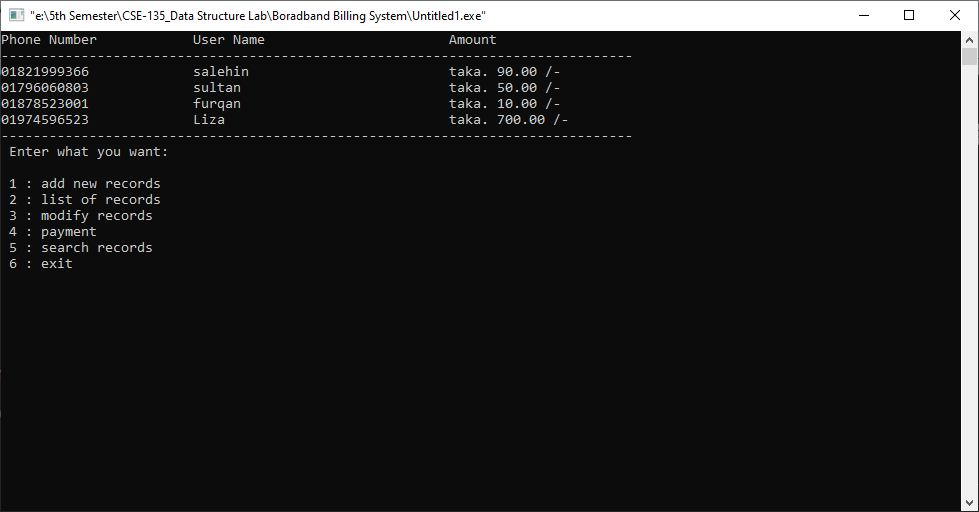 "e:\5th Semester\CSE-135_Data Structure Lab\Boradband Billing System\Untitled1.exe"
Phone Number User Name Amount
-------------------------------------------------------------------------------
01821999366 salehin taka. 90.00 /-
01796060803 sultan taka. 50.00 /-
01878523001 furqan taka. 10.00 /-
01974596523 Liza taka. 700.00 /-
-------------------------------------------------------------------------------
Enter what you want:
1 : add new records
2 : list of records
3 : modify records
4 : payment
5 : search records
6 : exit